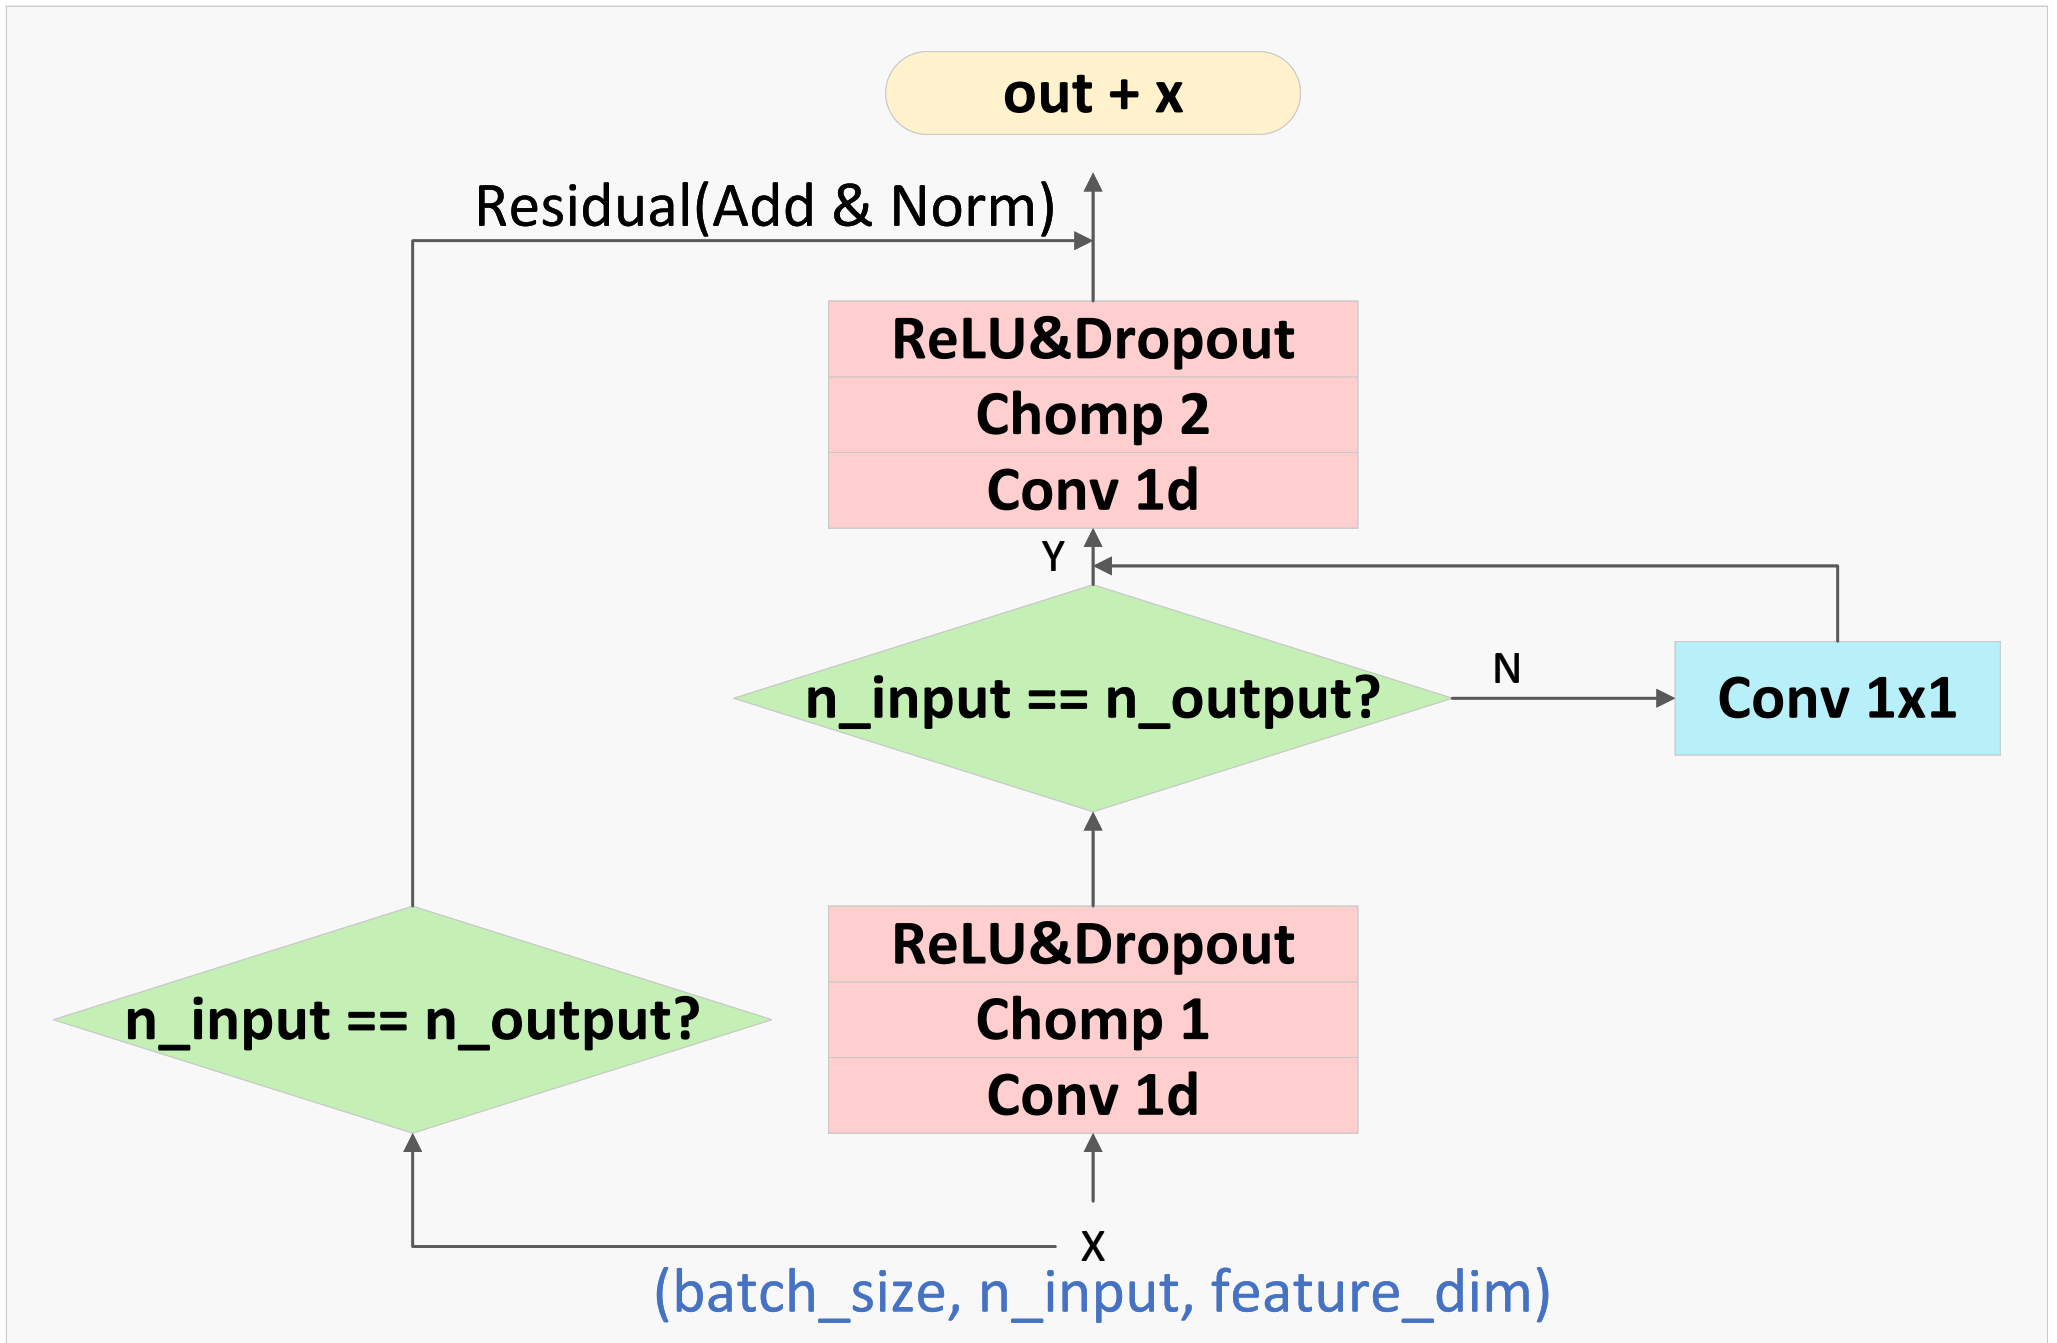 out + x
Residual(Add & Norm)
ReLU&Dropout
Chomp 2
Conv 1d
Y
n_input == n_output?
N
Conv 1x1
n_input == n_output?
ReLU&Dropout
Chomp 1
Conv 1d
x
(batch_size, n_input, feature_dim)